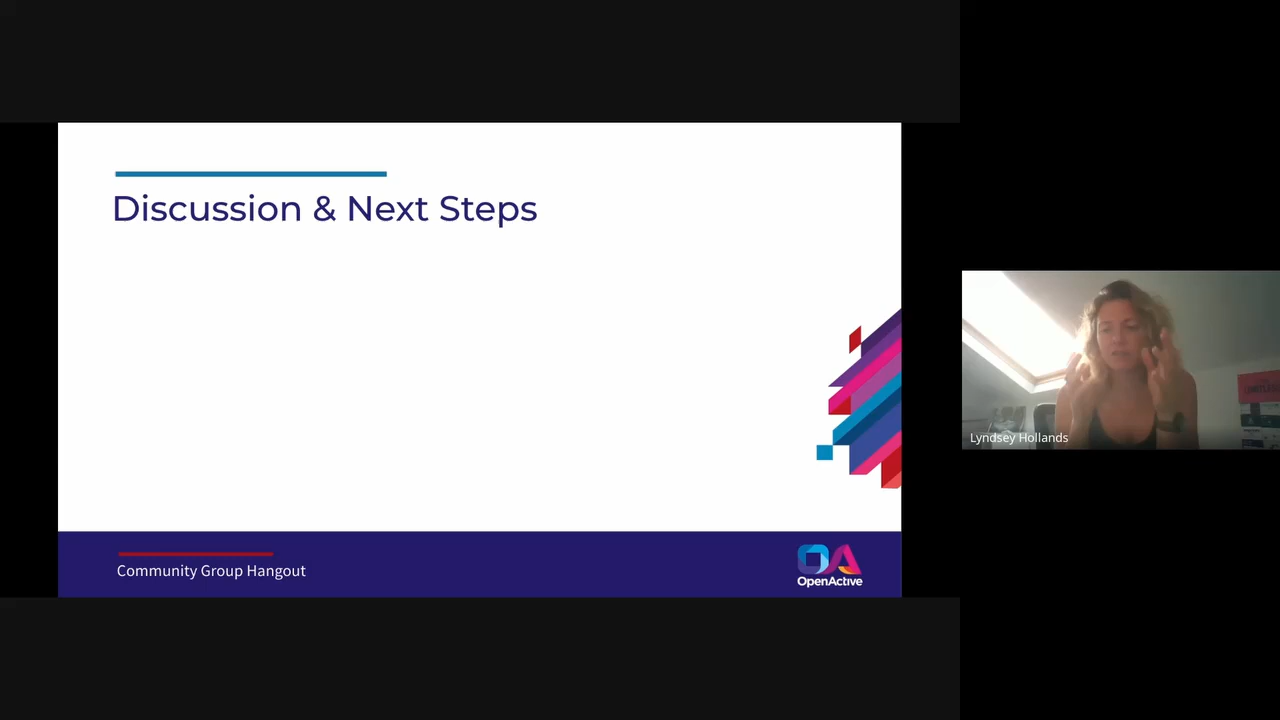 Discussion & Next Steps
Community Group Hangout
OpenActive
Lyndsey Hollands